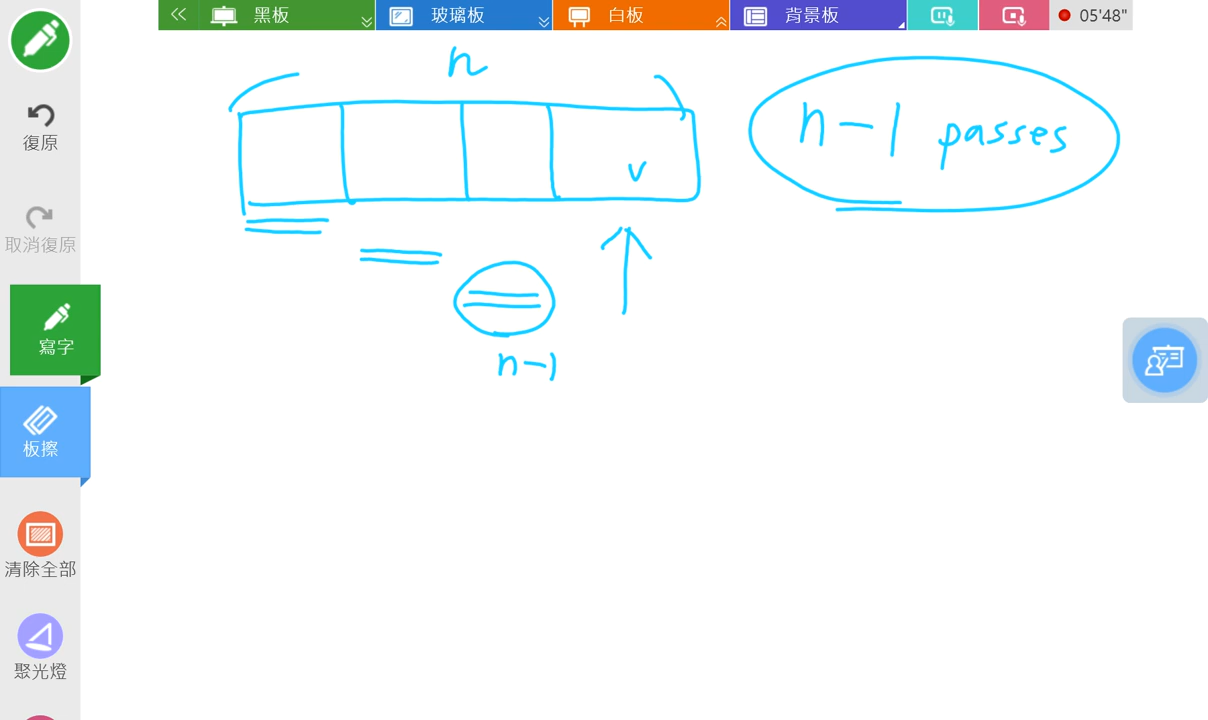 黑板 玻璃板 白板 背景板 05'48"
n
n-1 passes
v
n-1
復原
取消復原
寫字
板擦
清除全部
聚光燈